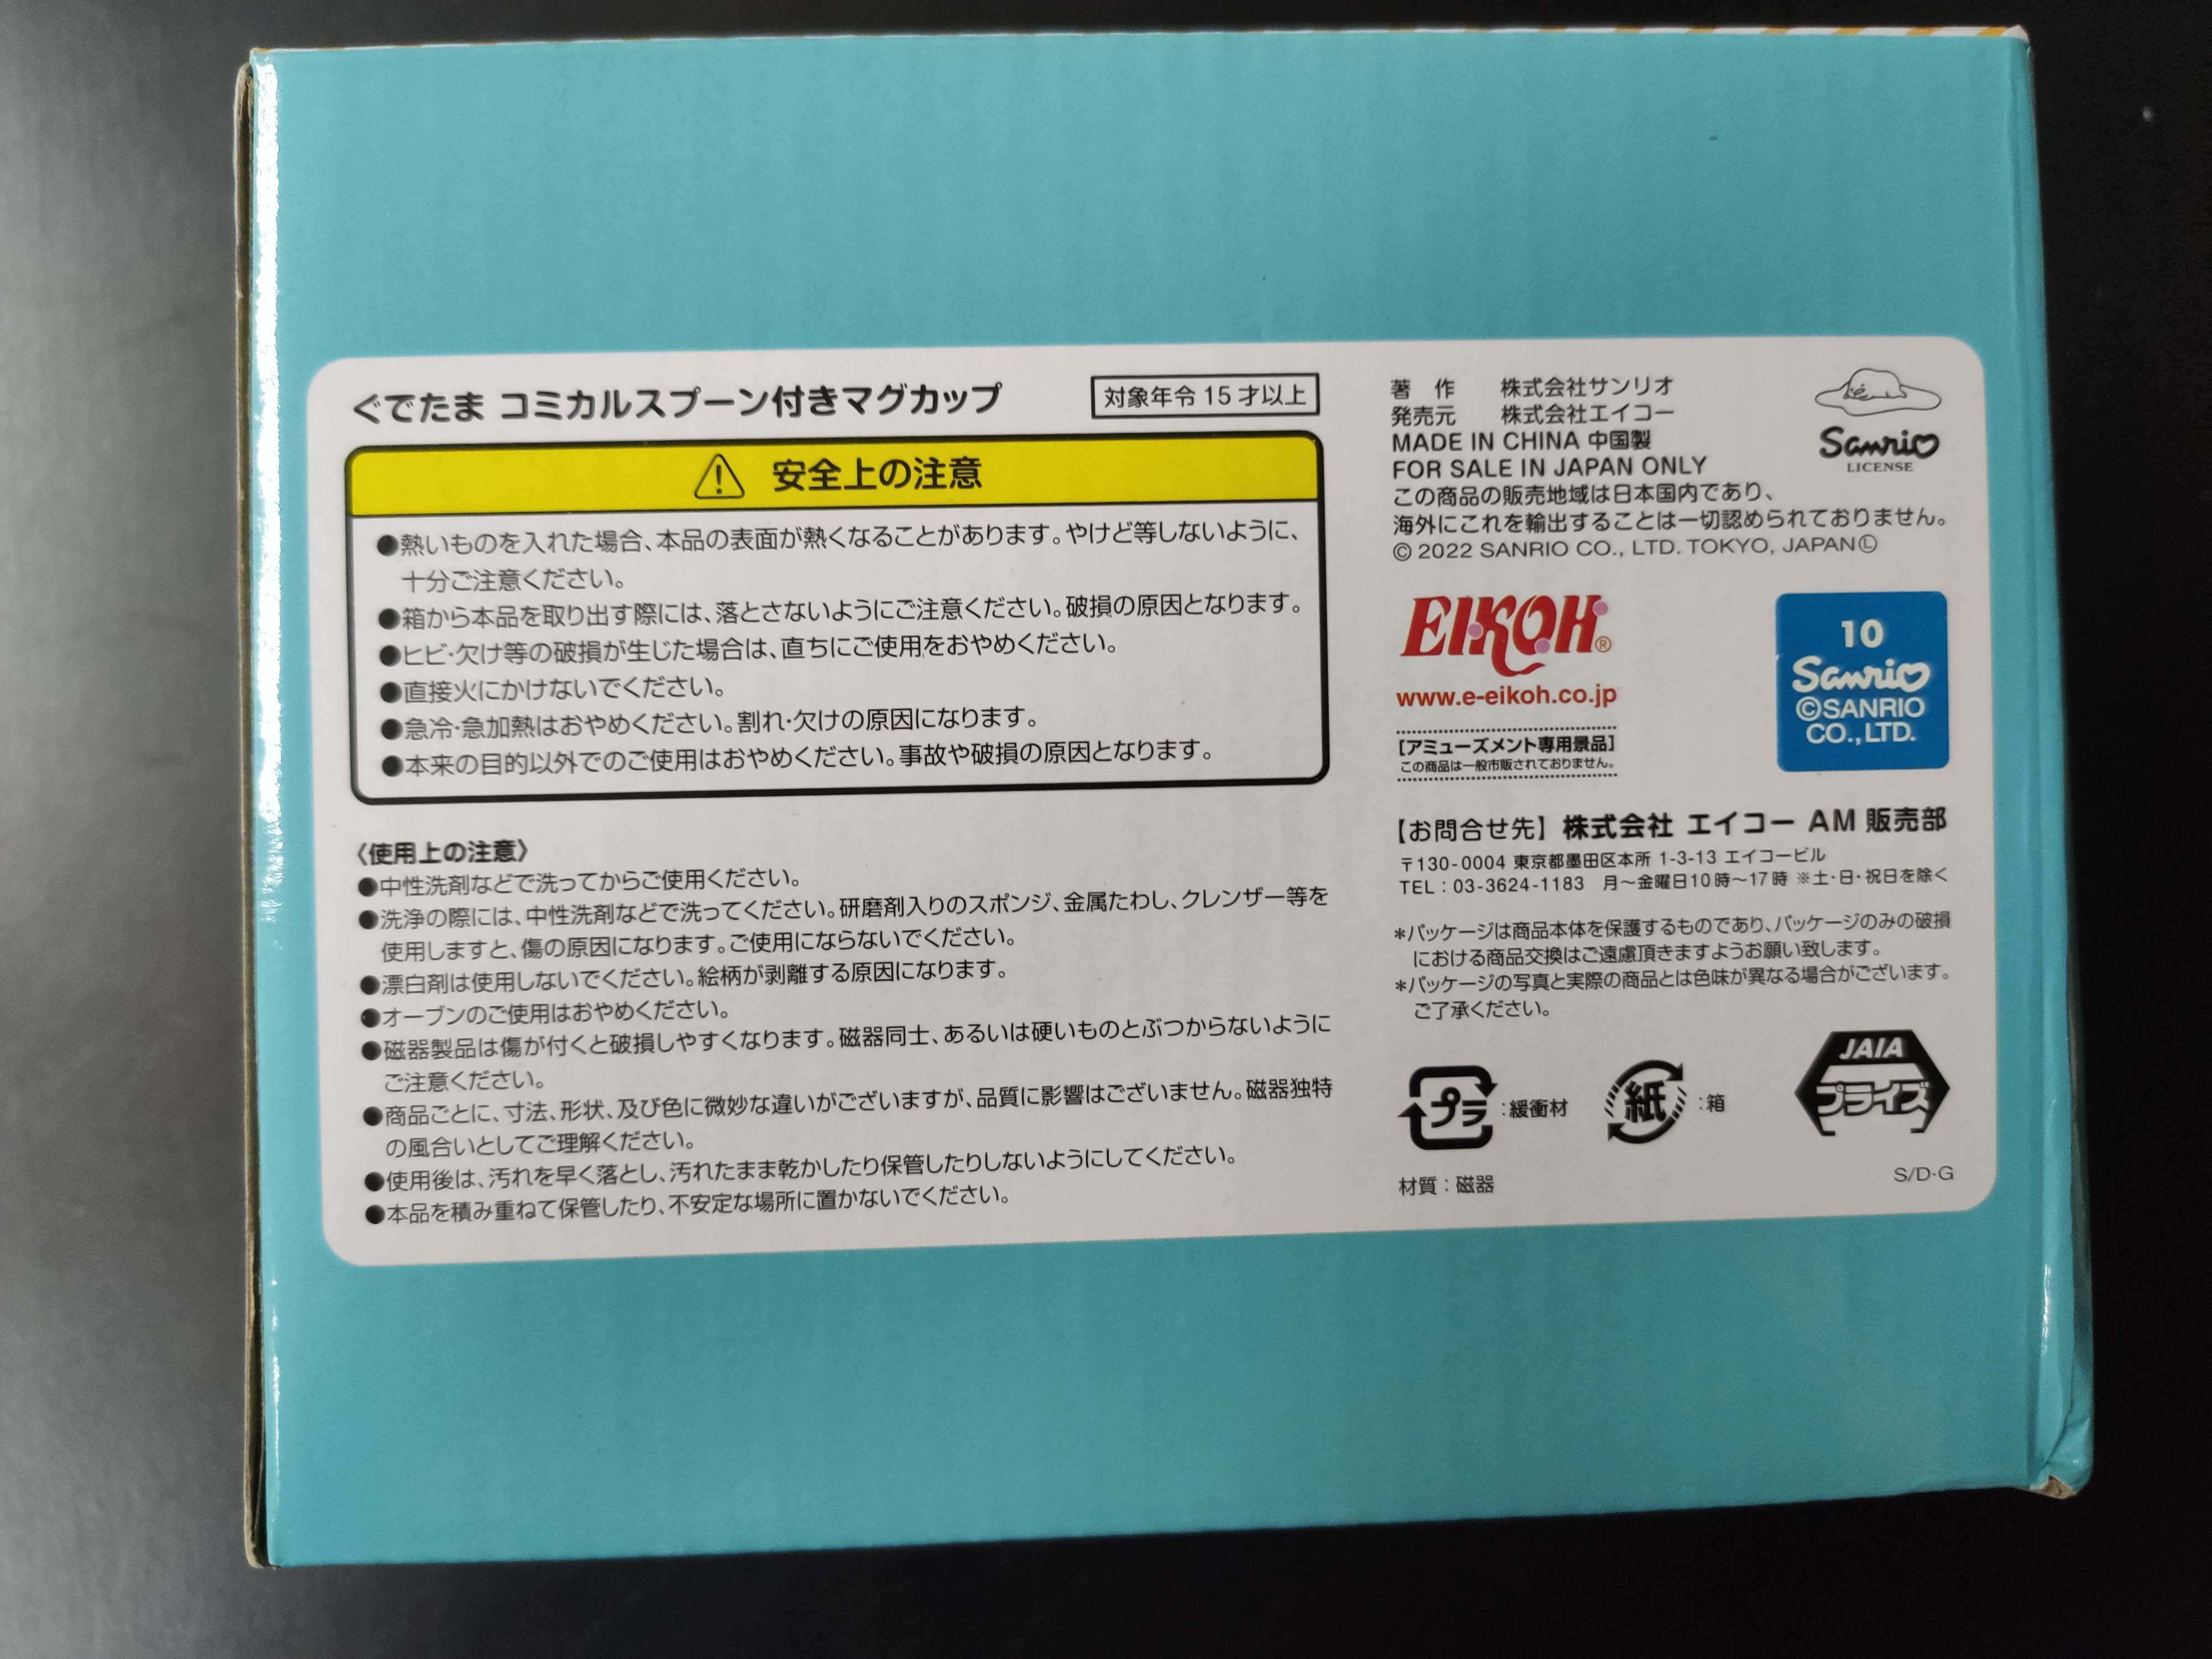 ぐでたま コミカルスプーン付きマグカップ
対象年令15才以上
安全上の注意
●熱いものを入れた場合、本品の表面が熱くなることがあります。やけど等しないように、
十分ご注意ください。
●箱から本品を取り出す際には、落とさないようにご注意ください。破損の原因となります。
●ヒビ・欠け等の破損が生じた場合は、直ちにご使用をおやめください。
●直接火にかけないでください。
●急冷・急加熱はおやめください。割れ・欠けの原因になります。
●本来の目的以外でのご使用はおやめください。事故や破損の原因となります。
〈使用上の注意〉
●中性洗剤などで洗ってからご使用ください。
●洗浄の際には、中性洗剤などで洗ってください。研磨剤入りのスポンジ、金属たわし、クレンザー等を
使用しますと、傷の原因になります。ご使用にならないでください。
●漂白剤は使用しないでください。絵柄が剥離する原因になります。
●オーブンのご使用はおやめください。
●磁器製品は傷が付くと破損しやすくなります。磁器同士、あるいは硬いものとぶつからないように
ご注意ください。
●商品ごとに、寸法、形状、及び色に微妙な違いがございますが、品質に影響はございません。磁器独特
の風合いとしてご理解ください。
●使用後は、汚れを早く落とし、汚れたまま乾かしたり保管したりしないようにしてください。
●本品を積み重ねて保管したり、不安定な場所に置かないでください。
著 作 株式会社サンリオ
発売元 株式会社エイコー
MADE IN CHINA 中国製
FOR SALE IN JAPAN ONLY
この商品の販売地域は日本国内であり、
海外にこれを輸出することは一切認められておりません。
© 2022 SANRIO CO., LTD. TOKYO, JAPAN Ⓛ
Sanrio
LICENSE
EIKOH®
www.e-eikoh.co.jp
[アミューズメント専用景品]
この商品は一般市販されておりません。
10
Sanrio
©SANRIO
CO.,LTD.
【お問合せ先】株式会社 エイコー AM 販売部
〒130-0004 東京都墨田区本所 1-3-13 エイコービル
TEL：03-3624-1183 月～金曜日10時～17時 ※土・日・祝日を除く
＊パッケージは商品本体を保護するものであり、パッケージのみの破損
における商品交換はご遠慮頂きますようお願い致します。
＊パッケージの写真と実際の商品とは色味が異なる場合がございます。
ご了承ください。
プラ：緩衝材
紙：箱
JAIA
プライズ
材質：磁器
S/D・G